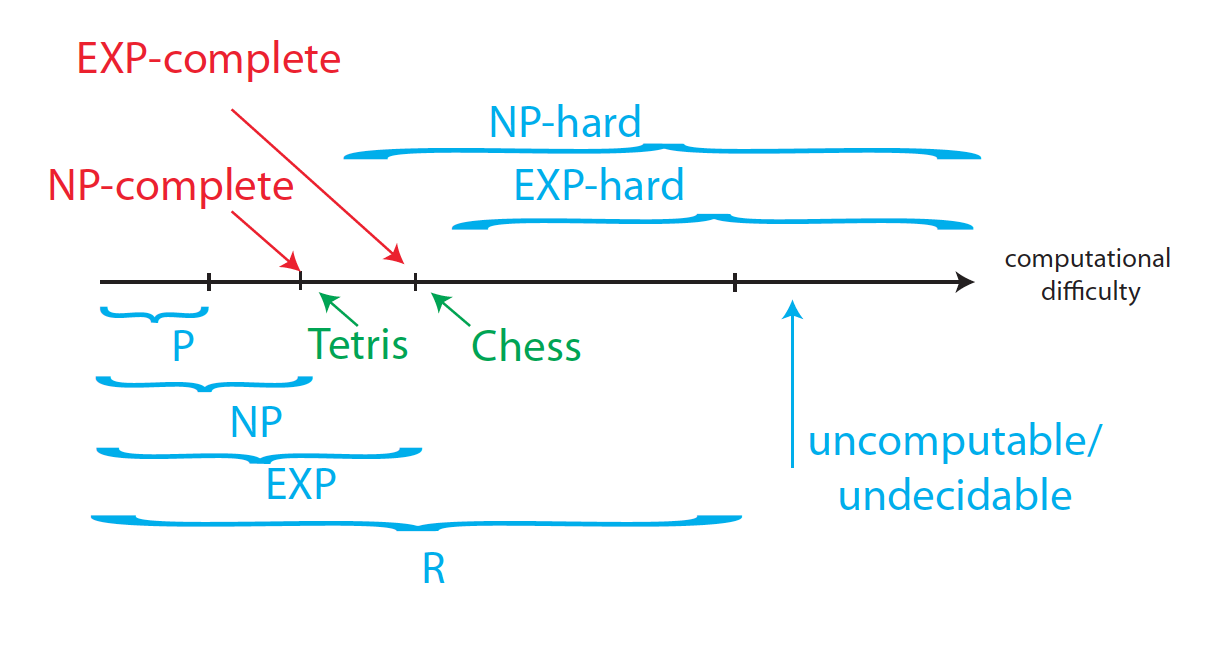 EXP-complete
NP-hard
NP-complete
EXP-hard
computational
difficulty
P
Tetris
Chess
NP
EXP
uncomputable/
undecidable
R